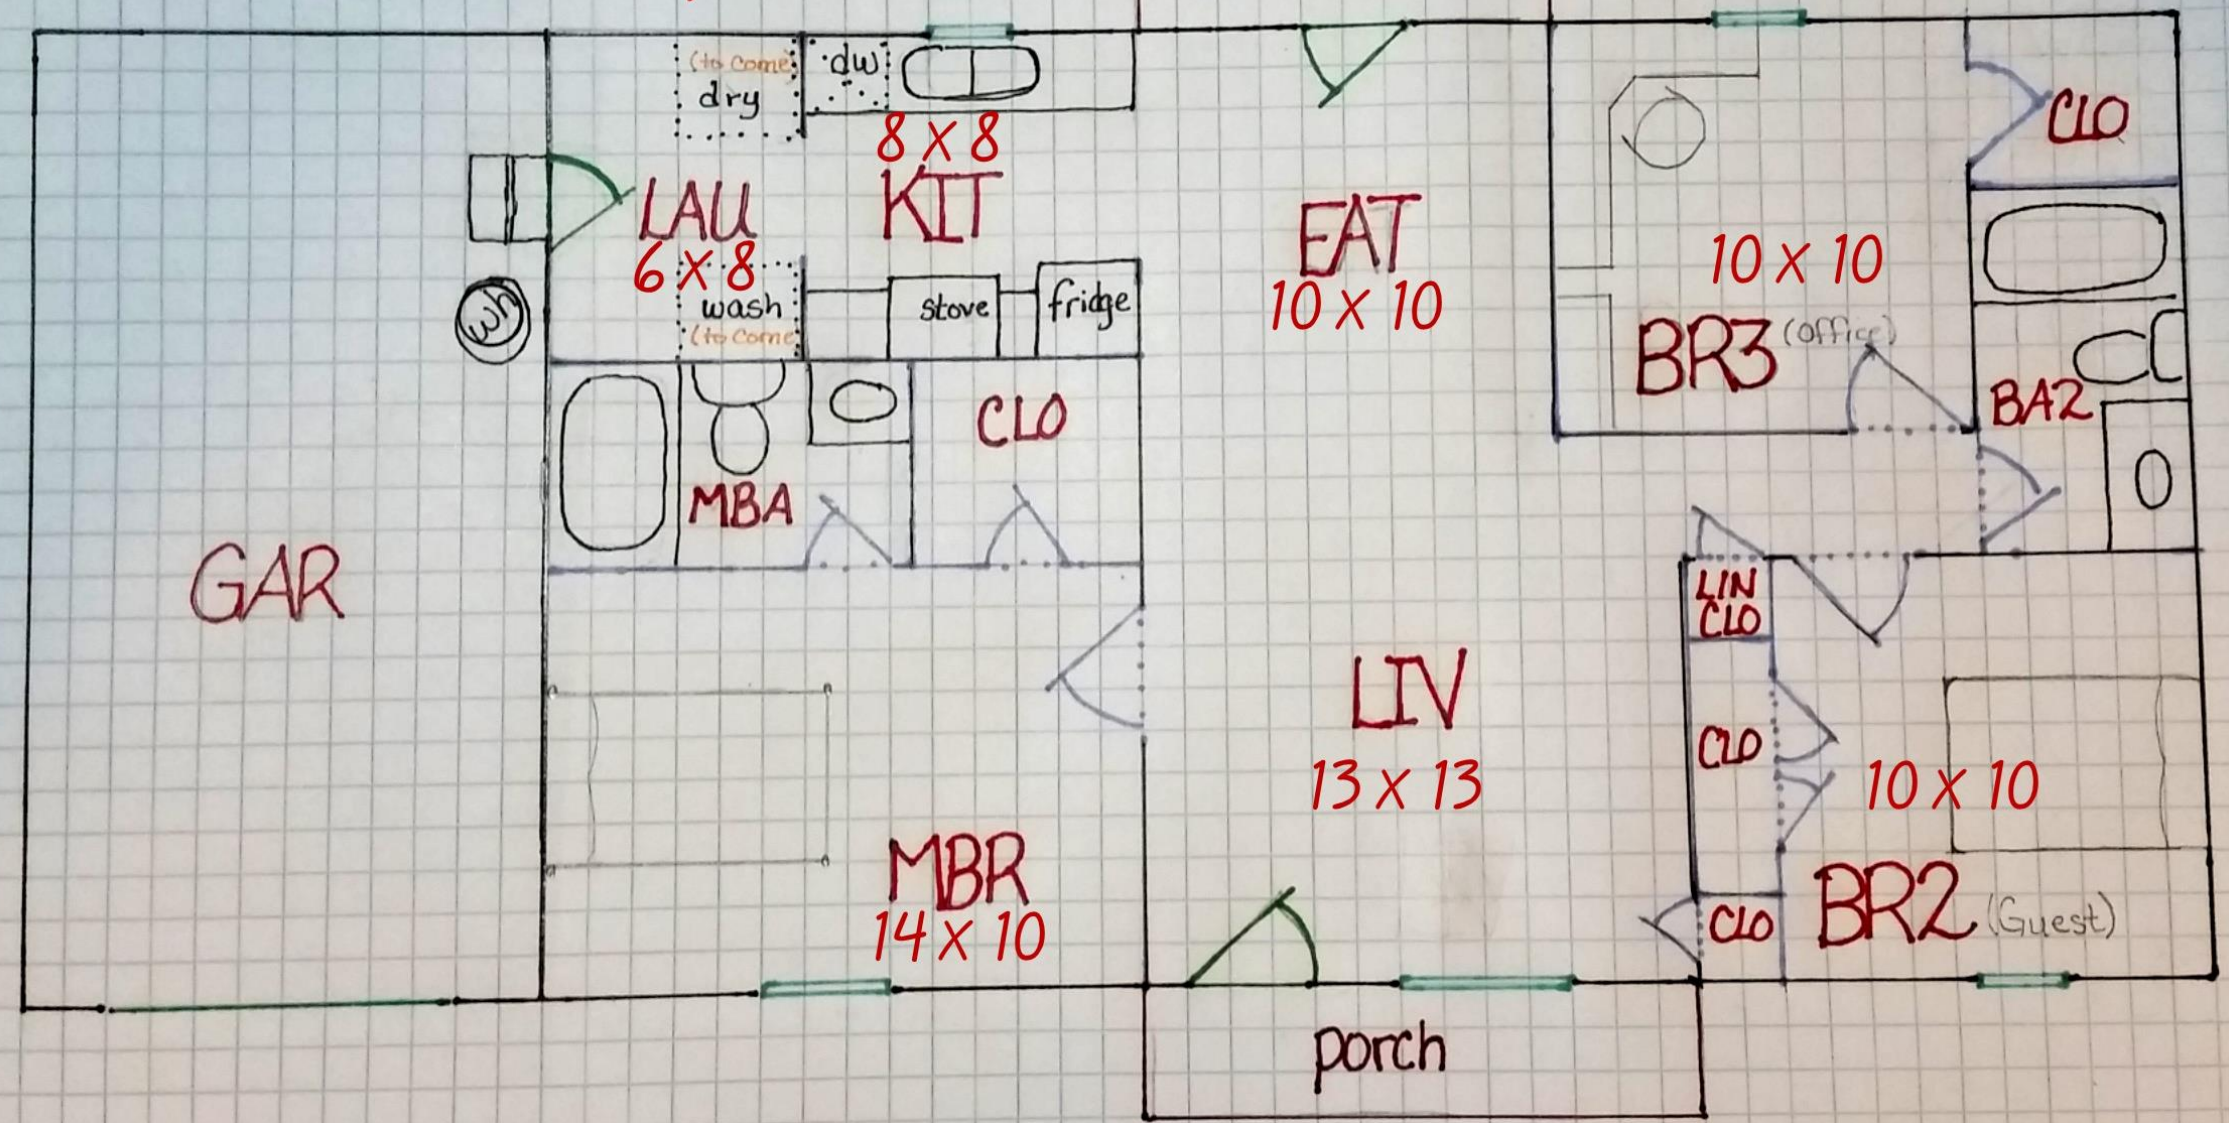 (to come)
dry
dw
8 X 8
KIT
LAU
6 X 8
wash
(to come
stove
fridge
wh
EAT
10 X 10
CLO
10 X 10
BR3 (office)
BA2
CLO
MBA
GAR
LIN
CLO
LIV
13 X 13
CLO
10 X 10
MBR
14 X 10
CLO
BR2 (Guest)
porch